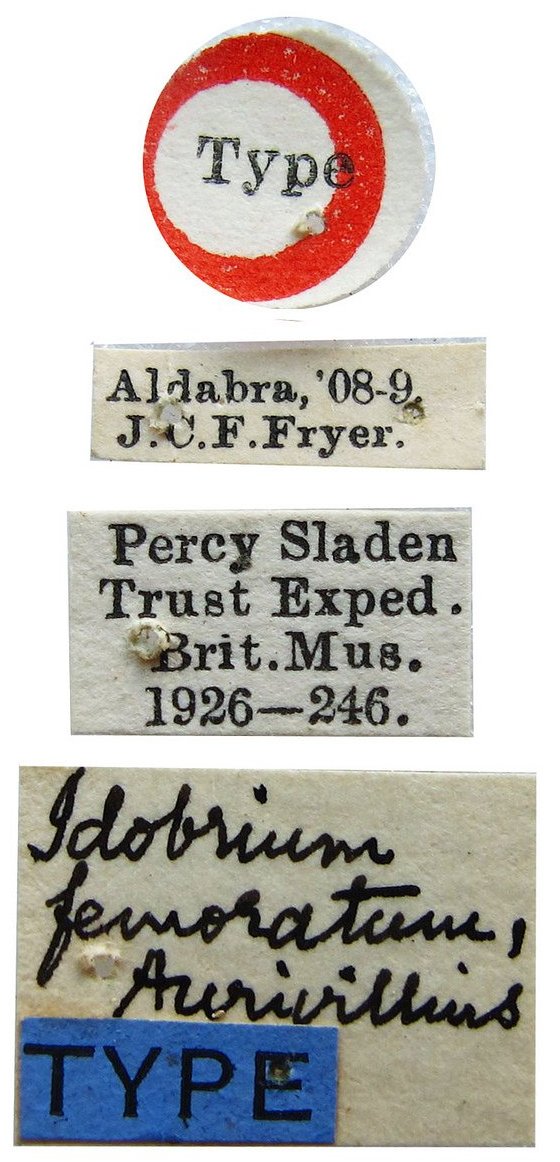 Type
Aldabra, '08-9.
J.C.F.Fryer.
Percy Sladen
Trust Exped.
Brit.Mus.
1926—246.
Idobrium
femoratum,
Aurivillius
TYPE